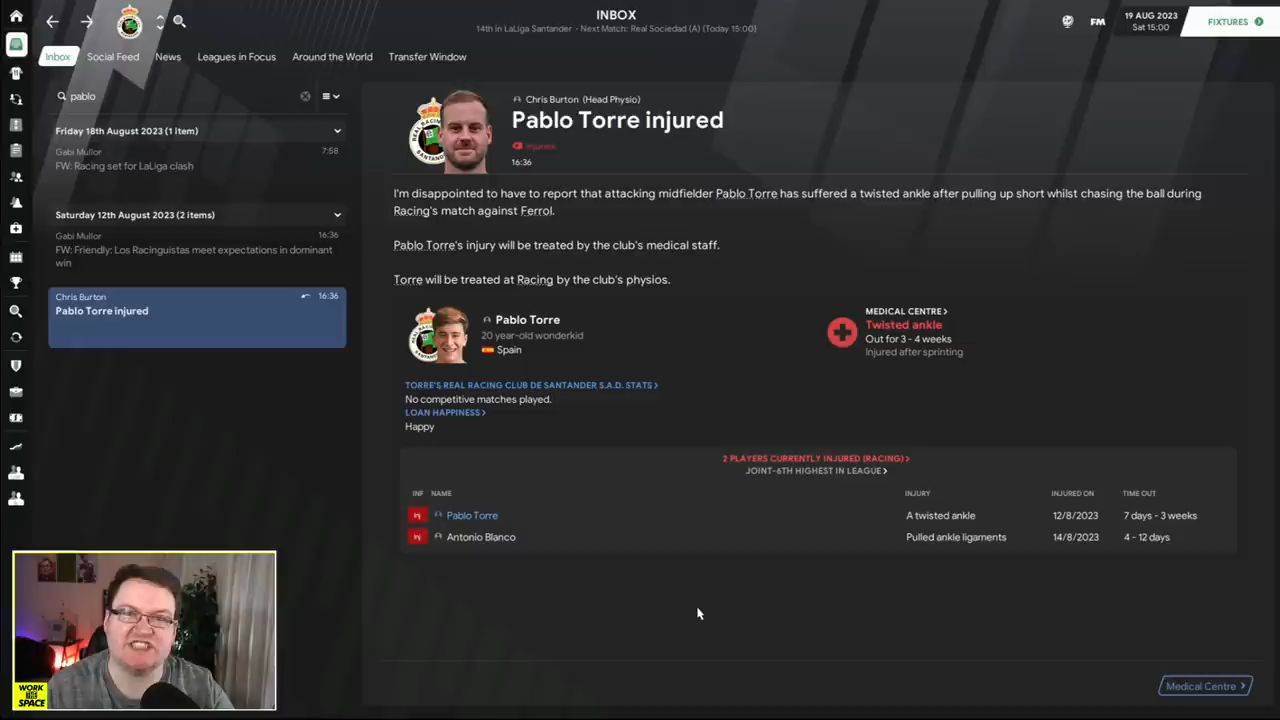 INBOX
14th in LaLiga Santander - Next Match: Real Sociedad (A) (Today 15:00)
FM
19 AUG 2023
Sat 15:00
FIXTURES
Inbox
Social Feed
News
Leagues in Focus
Around the World
Transfer Window
pablo
Friday 18th August 2023 (1 item)
Gabi Mullor
7:58
FW: Racing set for LaLiga clash
Saturday 12th August 2023 (2 items)
Gabi Mullor
16:36
FW: Friendly: Los Racinguistas meet expectations in dominant
win
Chris Burton
16:36
Pablo Torre injured
Chris Burton (Head Physio)
Pablo Torre injured
Injuries
16:36
I'm disappointed to have to report that attacking midfielder Pablo Torre has suffered a twisted ankle after pulling up short whilst chasing the ball during
Racing's match against Ferrol.
Pablo Torre's injury will be treated by the club's medical staff.
Torre will be treated at Racing by the club's physios.
Pablo Torre
20 year-old wonderkid
Spain
MEDICAL CENTRE >
Twisted ankle
Out for 3 - 4 weeks
Injured after sprinting
TORRE'S REAL RACING CLUB DE SANTANDER S.A.D. STATS >
No competitive matches played.
LOAN HAPPINESS >
Happy
2 PLAYERS CURRENTLY INJURED (RACING) >
JOINT-6TH HIGHEST IN LEAGUE >
INF NAME INJURY INJURED ON TIME OUT
Inj Pablo Torre A twisted ankle 12/8/2023 7 days - 3 weeks
Inj Antonio Blanco Pulled ankle ligaments 14/8/2023 4 - 12 days
WORK
THE
SPACE
Medical Centre >